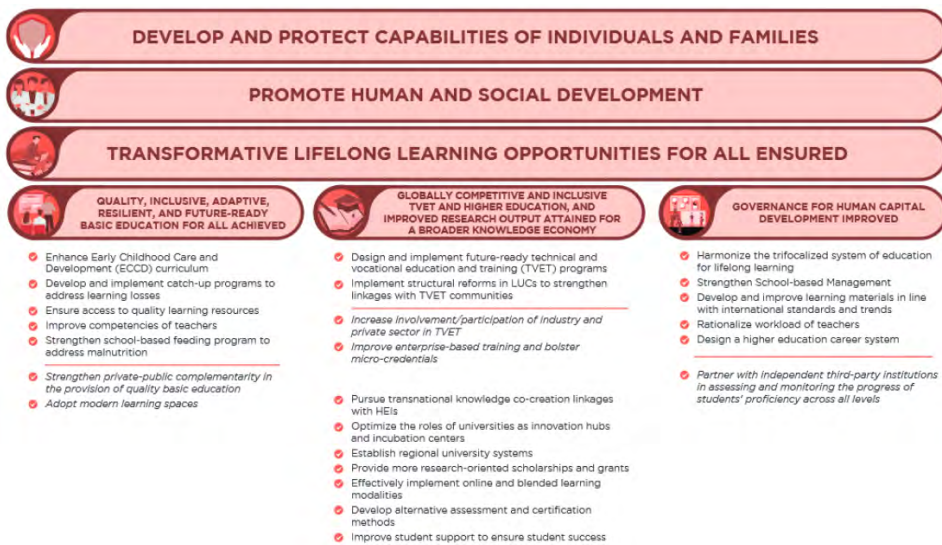 DEVELOP AND PROTECT CAPABILITIES OF INDIVIDUALS AND FAMILIES
PROMOTE HUMAN AND SOCIAL DEVELOPMENT
TRANSFORMATIVE LIFELONG LEARNING OPPORTUNITIES FOR ALL ENSURED
QUALITY, INCLUSIVE, ADAPTIVE,
RESILIENT, AND FUTURE-READY
BASIC EDUCATION FOR ALL ACHIEVED
Enhance Early Childhood Care and
Development (ECCD) curriculum
Develop and implement catch-up programs to
address learning losses
Ensure access to quality learning resources
Improve competencies of teachers
Strengthen school-based feeding program to
address malnutrition
Strengthen private-public complementarity in
the provision of quality basic education
Adopt modern learning spaces
GLOBALLY COMPETITIVE AND INCLUSIVE
TVET AND HIGHER EDUCATION, AND
IMPROVED RESEARCH OUTPUT ATTAINED FOR
A BROADER KNOWLEDGE ECONOMY
Design and implement future-ready technical and
vocational education and training (TVET) programs
Implement structural reforms in LUCs to strengthen
linkages with TVET communities
Increase involvement/participation of industry and
private sector in TVET
Improve enterprise-based training and bolster
micro-credentials
Pursue transnational knowledge co-creation linkages
with HEIs
Optimize the roles of universities as innovation hubs
and incubation centers
Establish regional university systems
Provide more research-oriented scholarships and grants
Effectively implement online and blended learning
modalities
Develop alternative assessment and certification
methods
Improve student support to ensure student success
GOVERNANCE FOR HUMAN CAPITAL
DEVELOPMENT IMPROVED
Harmonize the trifocalized system of education
for lifelong learning
Strengthen School-based Management
Develop and improve learning materials in line
with international standards and trends
Rationalize workload of teachers
Design a higher education career system
Partner with independent third-party institutions
in assessing and monitoring the progress of
students' proficiency across all levels